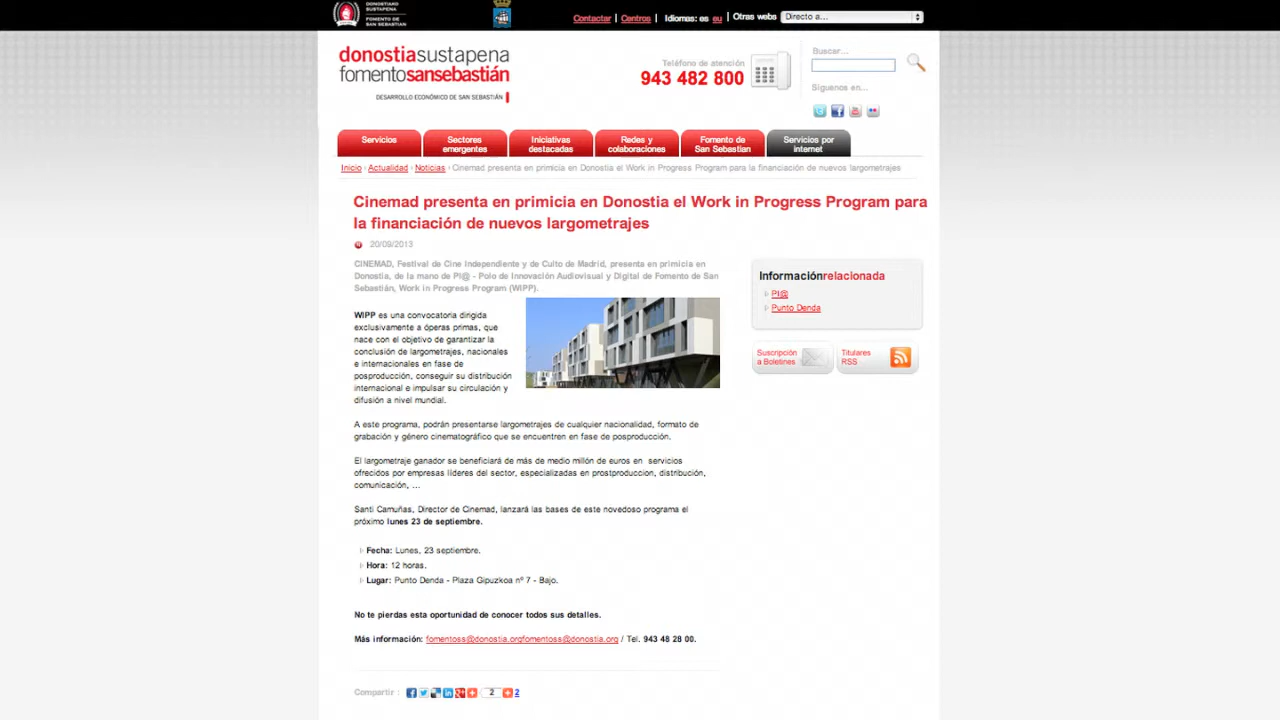 DONOSTIAKO
SUSTAPENA
FOMENTO DE
SAN SEBASTIAN
Contactar | Centros | Idiomas: es eu | Otras webs Directo a...
donostiasustapena
fomentosansebastián
DESARROLLO ECONÓMICO DE SAN SEBASTIÁN
Teléfono de atención
943 482 800
Buscar...
Síguenos en...
Servicios
Sectores
emergentes
Iniciativas
destacadas
Redes y
colaboraciones
Fomento de
San Sebastian
Servicios por
internet
Inicio › Actualidad › Noticias › Cinemad presenta en primicia en Donostia el Work in Progress Program para la financiación de nuevos largometrajes
Cinemad presenta en primicia en Donostia el Work in Progress Program para
la financiación de nuevos largometrajes
20/09/2013
CINEMAD, Festival de Cine Independiente y de Culto de Madrid, presenta en primicia en
Donostia, de la mano de PI@ - Polo de Innovación Audiovisual y Digital de Fomento de San
Sebastián, Work in Progress Program (WIPP).
WIPP es una convocatoria dirigida
exclusivamente a óperas primas, que
nace con el objetivo de garantizar la
conclusión de largometrajes, nacionales
e internacionales en fase de
posproducción, conseguir su distribución
internacional e impulsar su circulación y
difusión a nivel mundial.
A este programa, podrán presentarse largometrajes de cualquier nacionalidad, formato de
grabación y género cinematográfico que se encuentren en fase de posproducción.
El largometraje ganador se beneficiará de más de medio millón de euros en servicios
ofrecidos por empresas líderes del sector, especializadas en prostproduccion, distribución,
comunicación, ...
Santi Camuñas, Director de Cinemad, lanzará las bases de este novedoso programa el
próximo lunes 23 de septiembre.
Fecha: Lunes, 23 septiembre.
Hora: 12 horas.
Lugar: Punto Denda - Plaza Gipuzkoa nº 7 - Bajo.
No te pierdas esta oportunidad de conocer todos sus detalles.
Más información: fomentoss@donostia.orgfomentoss@donostia.org / Tel. 943 48 28 00.
Compartir : 2 2
Informaciónrelacionada
PI@
Punto Denda
Suscripción
a Boletines
Titulares
RSS